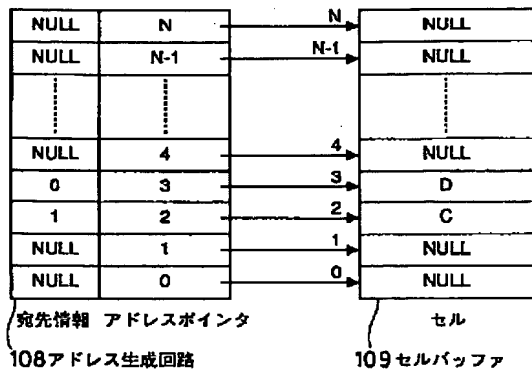 NULL N N NULL
NULL N-1 N-1 NULL
NULL 4 4 NULL
0 3 3 D
1 2 2 C
NULL 1 1 NULL
NULL 0 0 NULL
宛先情報 アドレスポインタ セル
108アドレス生成回路 109セルバッファ